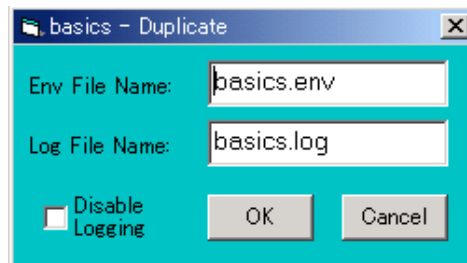 basics - Duplicate
Env File Name: basics.env
Log File Name: basics.log
Disable
Logging
OK
Cancel